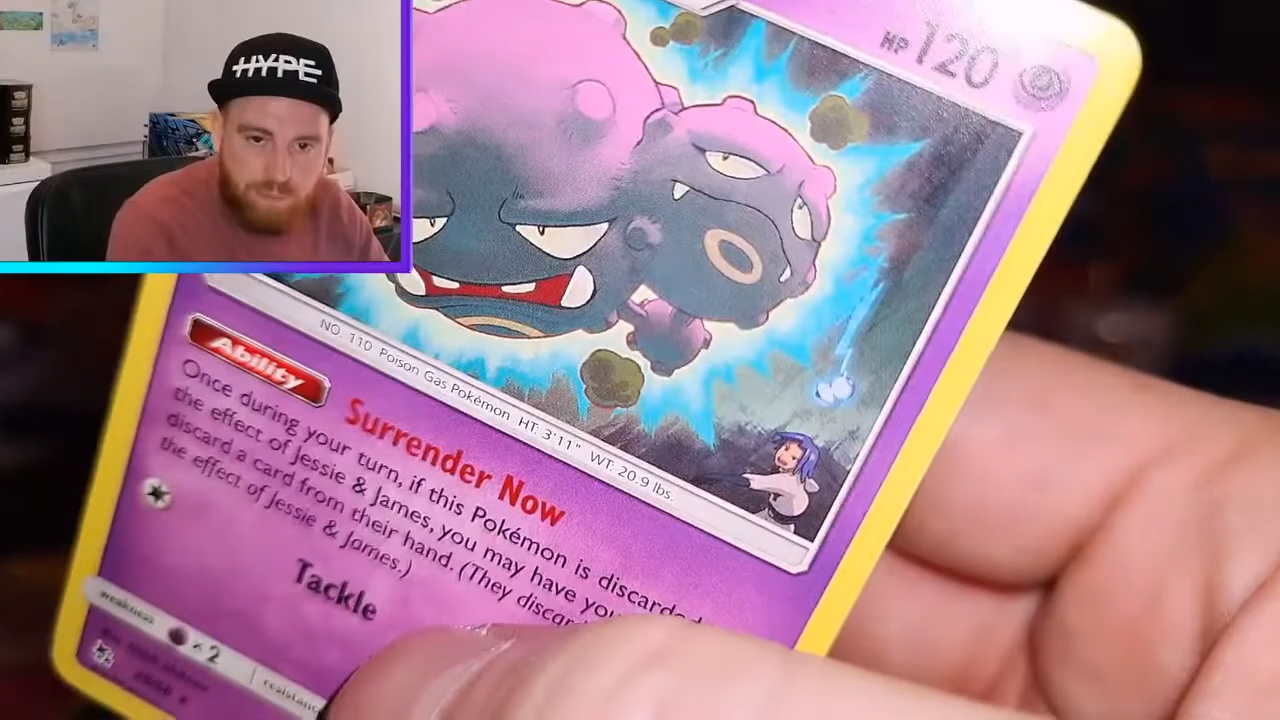 HYPE
HP 120
NO. 110 Poison Gas Pokémon HT: 3'11" WT: 20.9 lbs.
Ability Surrender Now
Once during your turn, if this Pokémon is discarded
the effect of Jessie & James, you may have you
discard a card from their hand. (They discar
the effect of Jessie & James.)
Tackle
weakness ×2 resistanc